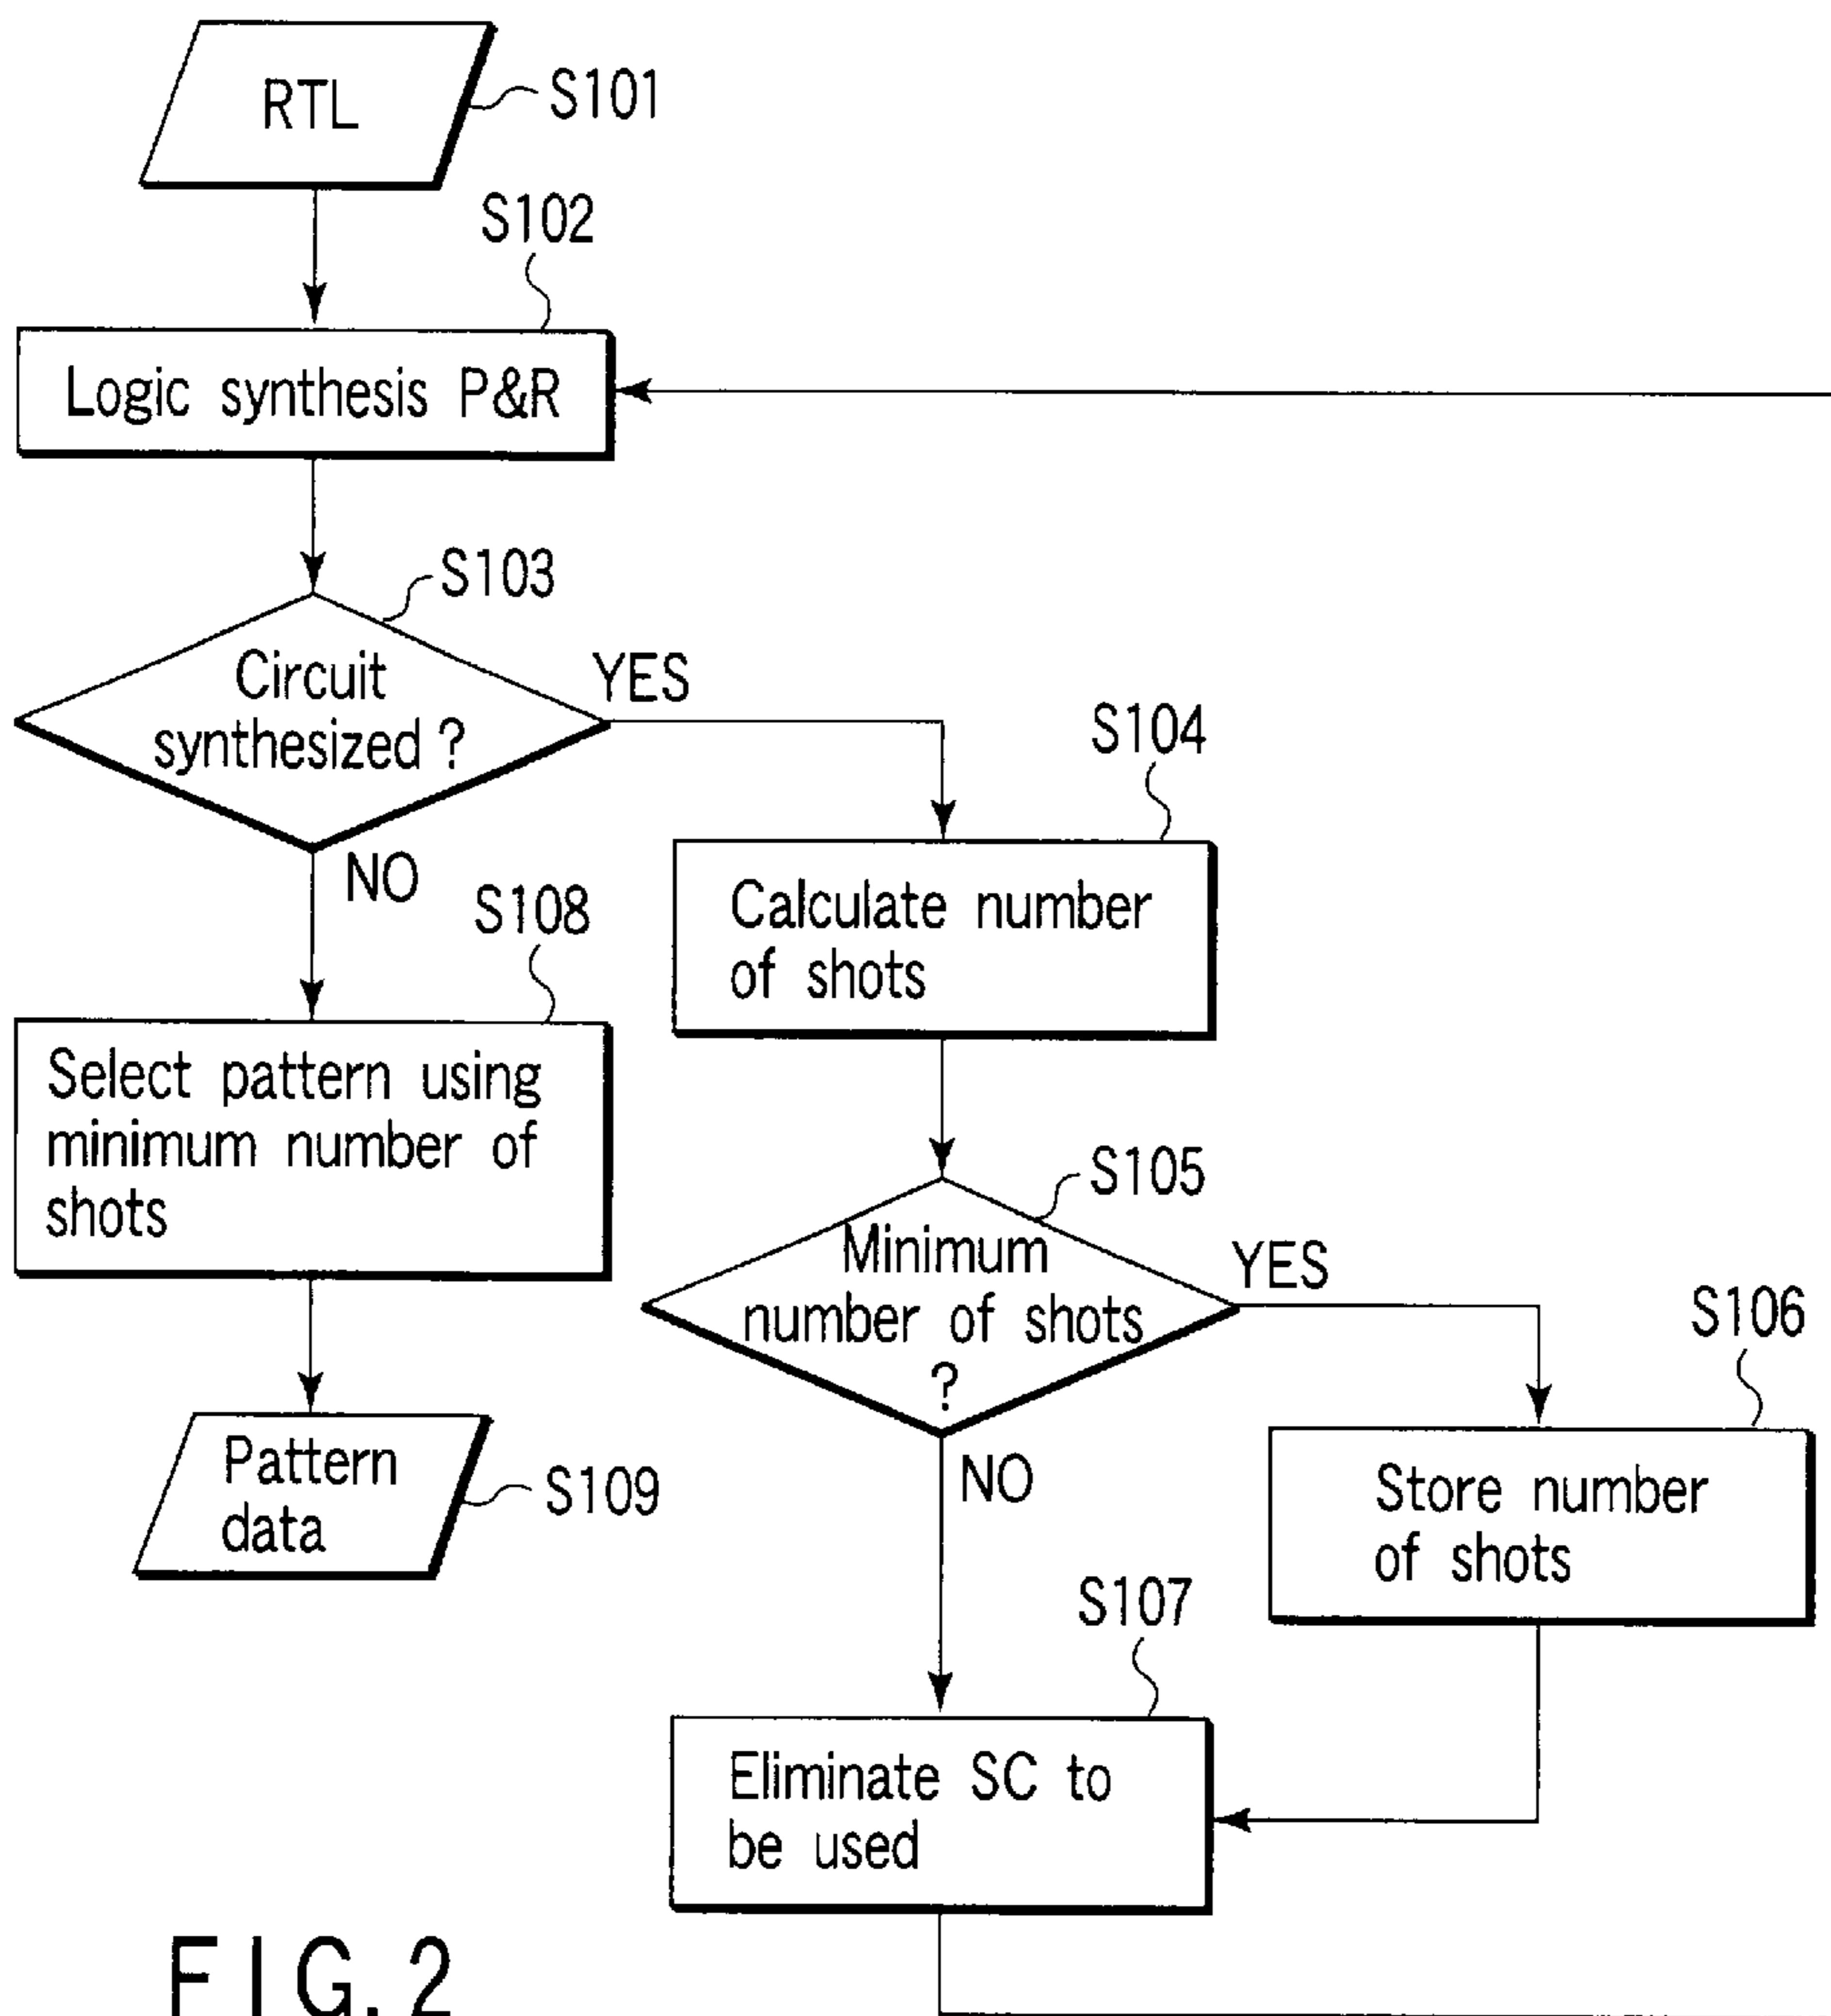 RTL
S101
S102
Logic synthesis P&R
S103
Circuit
synthesized ?
YES
NO
S104
Calculate number
of shots
S108
Select pattern using
minimum number of
shots
S105
Minimum
number of shots
?
YES
NO
S106
Store number
of shots
Pattern
data
S109
S107
Eliminate SC to
be used
FIG. 2